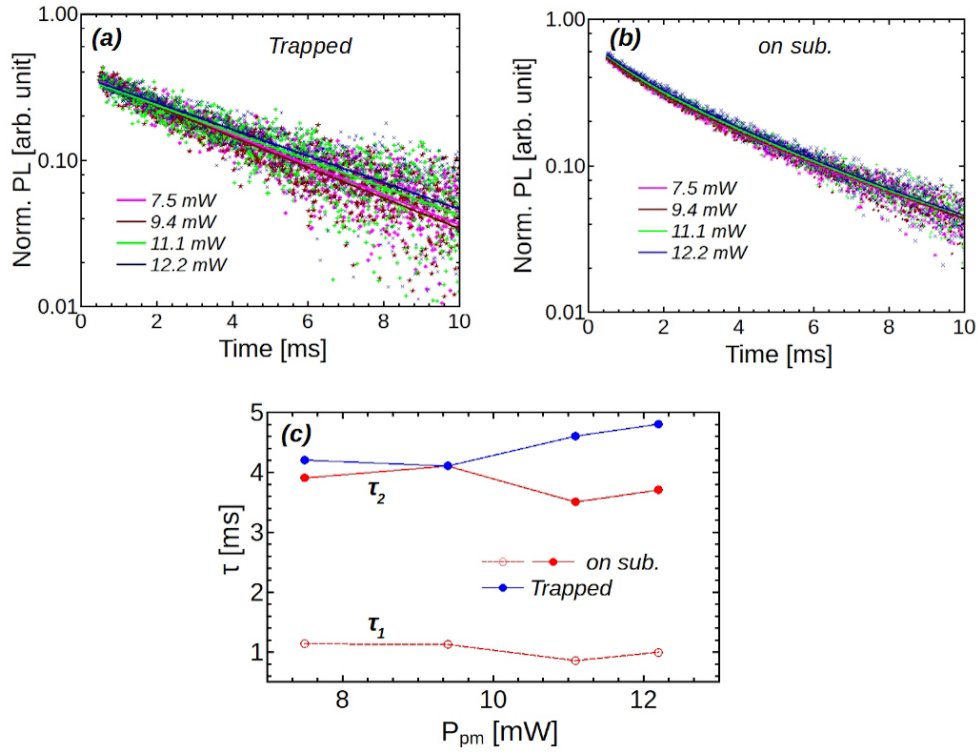 (a)
Trapped
Norm. PL [arb. unit]
1.00
0.10
0.01
7.5 mW
9.4 mW
11.1 mW
12.2 mW
0 2 4 6 8 10
Time [ms]
(b)
on sub.
Norm. PL [arb. unit]
1.00
0.10
0.01
7.5 mW
9.4 mW
11.1 mW
12.2 mW
0 2 4 6 8 10
Time [ms]
(c)
τ [ms]
5
4
3
2
1
τ2
on sub.
Trapped
τ1
8 10 12
Ppm [mW]